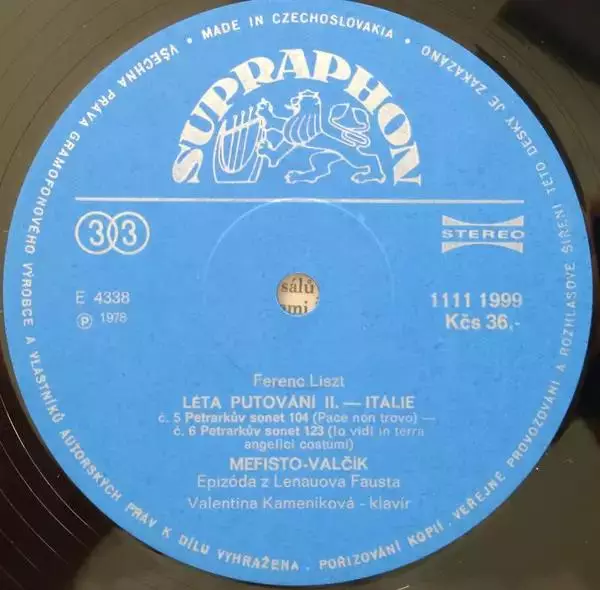 VŠECHNA PRÁVA GRAMOFONOVÉHO VÝROBCE A VLASTNÍKŮ AUTORSKÝCH PRÁV K DÍLU VYHRAŽENA. POŘIZOVÁNÍ KOPIÍ, VEŘEJNÉ PROVOZOVÁNÍ A ROZHLASOVÉ ŠÍŘENÍ TÉTO DESKY JE ZAKÁZÁNO • MADE IN CZECHOSLOVAKIA •
SUPRAPHON
33
STEREO
E 4338
1111 1999
℗ 1978
Kčs 36,-
sálů
Ferenc Liszt
LÉTA PUTOVÁNÍ II. — ITÁLIE
č. 5 Petrarkův sonet 104 (Pace non trovo) —
č. 6 Petrarkův sonet 123 (Io vidi in terra
angelici costumi)
MEFISTO-VALČÍK
Epizóda z Lenauova Fausta
Valentina Kameníková - klavír